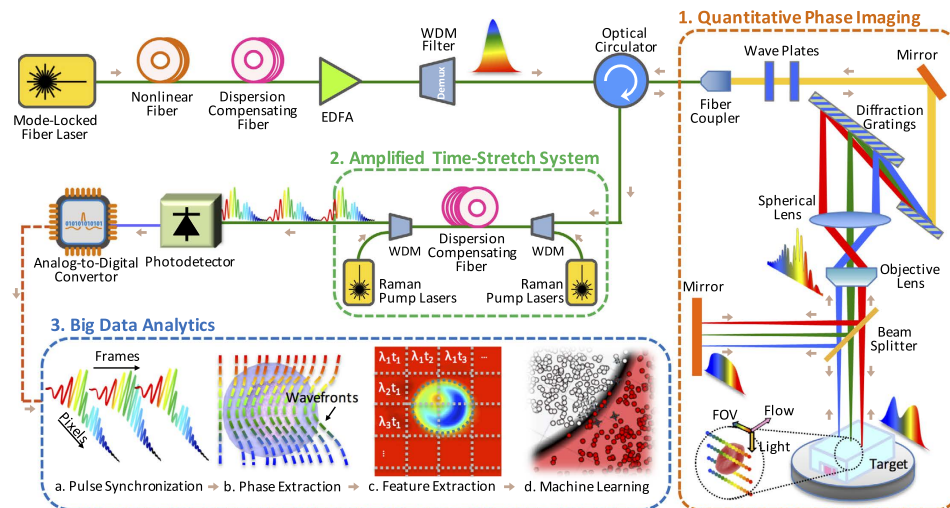 1. Quantitative Phase Imaging
WDM
Filter
Optical
Circulator
Wave Plates
Mirror
Demux
Mode-Locked
Fiber Laser
Nonlinear
Fiber
Dispersion
Compensating
Fiber
EDFA
Fiber
Coupler
Diffraction
Gratings
2. Amplified Time-Stretch System
Spherical
Lens
01010101010
Analog-to-Digital
Convertor
Photodetector
WDM
Dispersion
Compensating
Fiber
WDM
Raman
Pump Lasers
Raman
Pump Lasers
Objective
Lens
Mirror
Beam
Splitter
3. Big Data Analytics
Frames
Pixels
Wavefronts
λ1t1 λ1t2 λ1t3 ...
λ2t1
λ3t1
...
FOV
Flow
Light
Target
a. Pulse Synchronization
b. Phase Extraction
c. Feature Extraction
d. Machine Learning